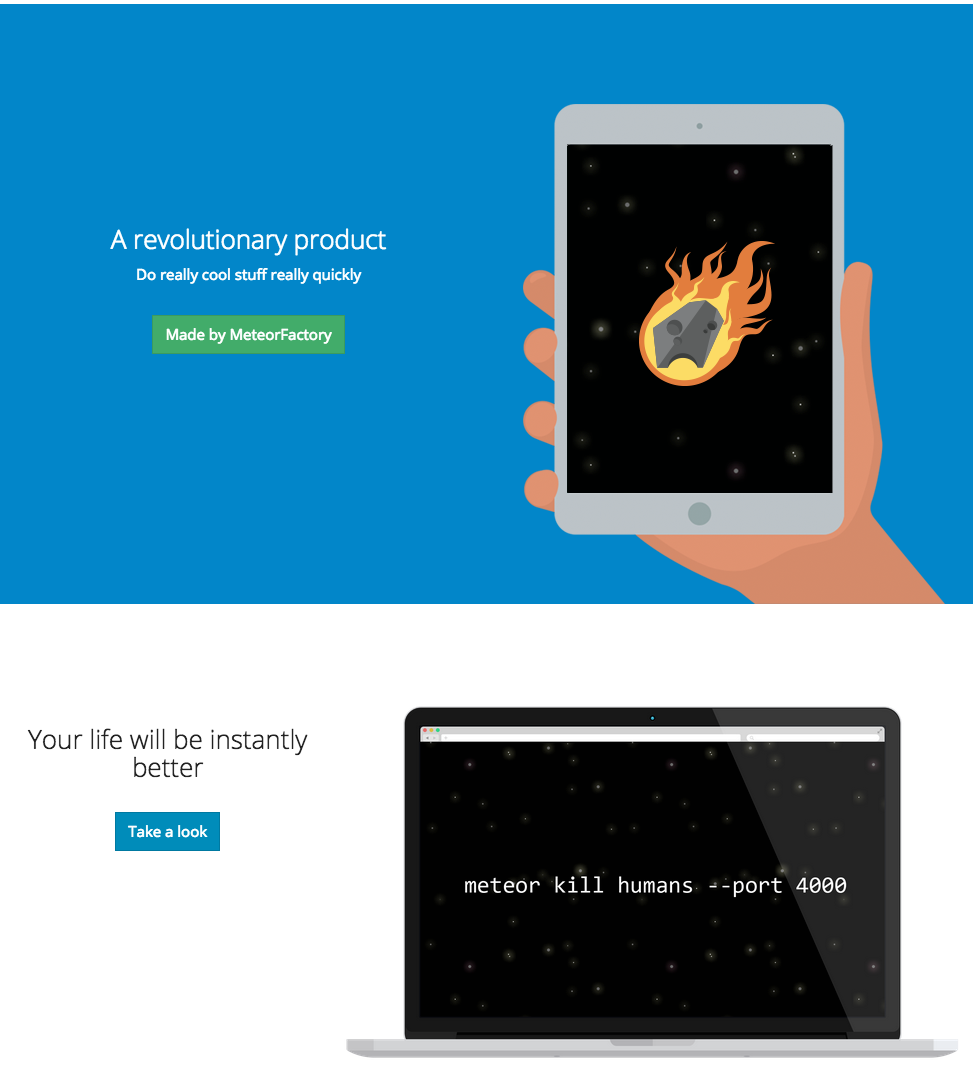 A revolutionary product
Do really cool stuff really quickly
Made by MeteorFactory
Your life will be instantly
better
Take a look
meteor kill humans --port 4000